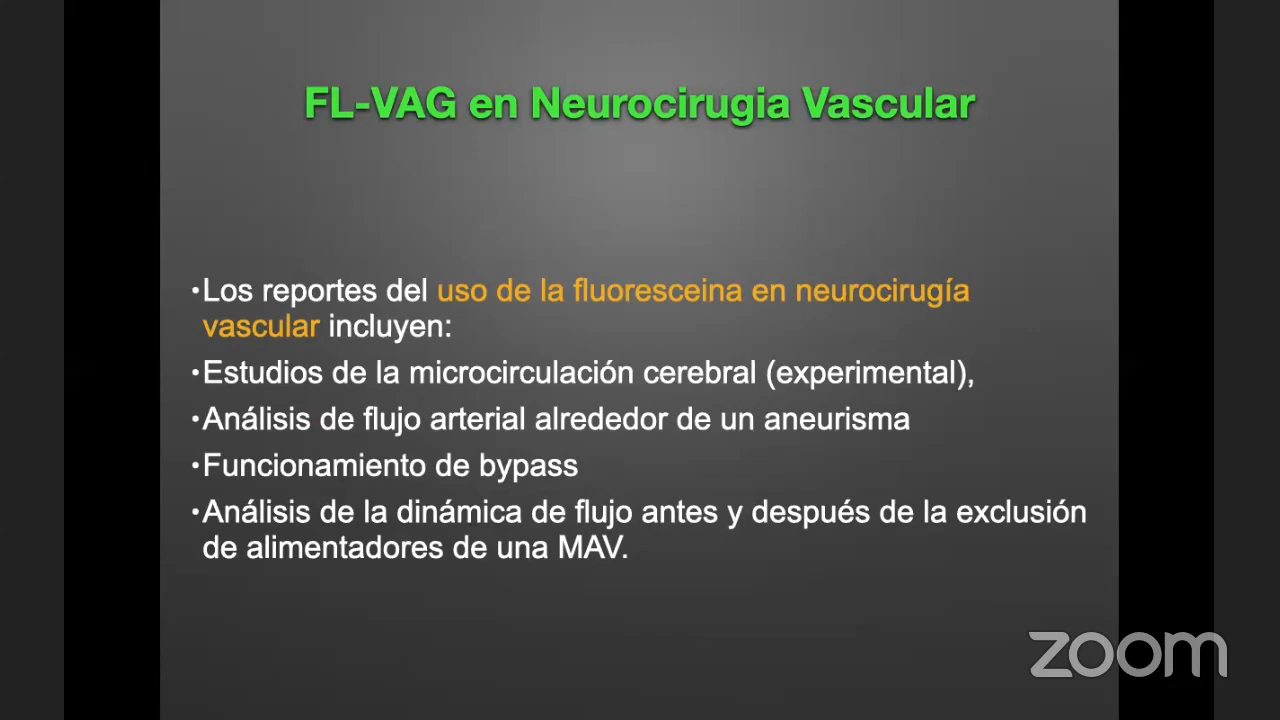 FL-VAG en Neurocirugia Vascular
•Los reportes del uso de la fluoresceina en neurocirugía
vascular incluyen:
•Estudios de la microcirculación cerebral (experimental),
•Análisis de flujo arterial alrededor de un aneurisma
•Funcionamiento de bypass
•Análisis de la dinámica de flujo antes y después de la exclusión
de alimentadores de una MAV.
zoom